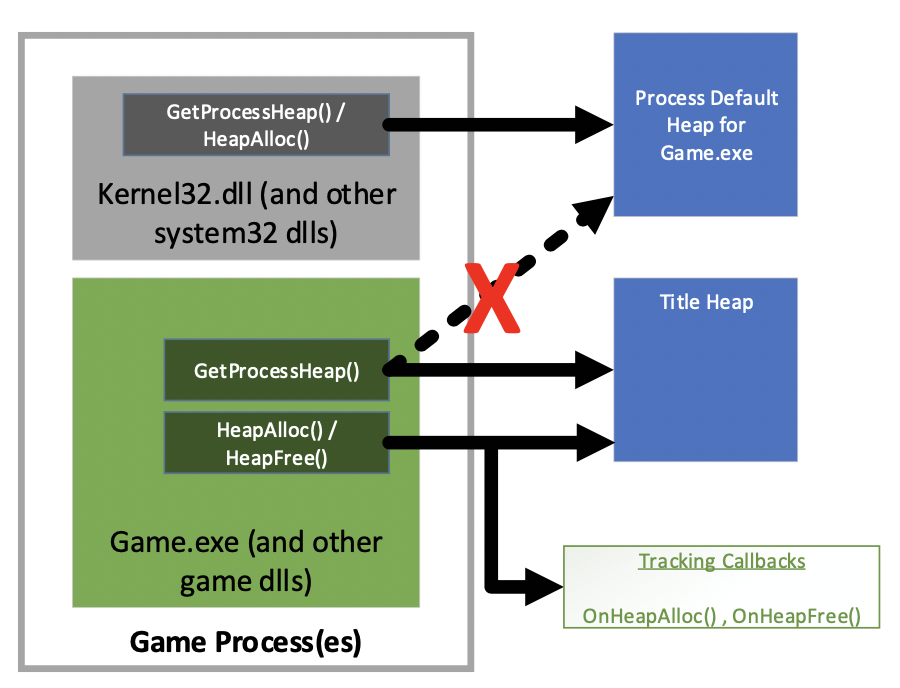 GetProcessHeap() /
HeapAlloc()
Kernel32.dll (and other
system32 dlls)
Process Default
Heap for
Game.exe
X
GetProcessHeap()
HeapAlloc() /
HeapFree()
Game.exe (and other
game dlls)
Game Process(es)
Title Heap
Tracking Callbacks
OnHeapAlloc() , OnHeapFree()